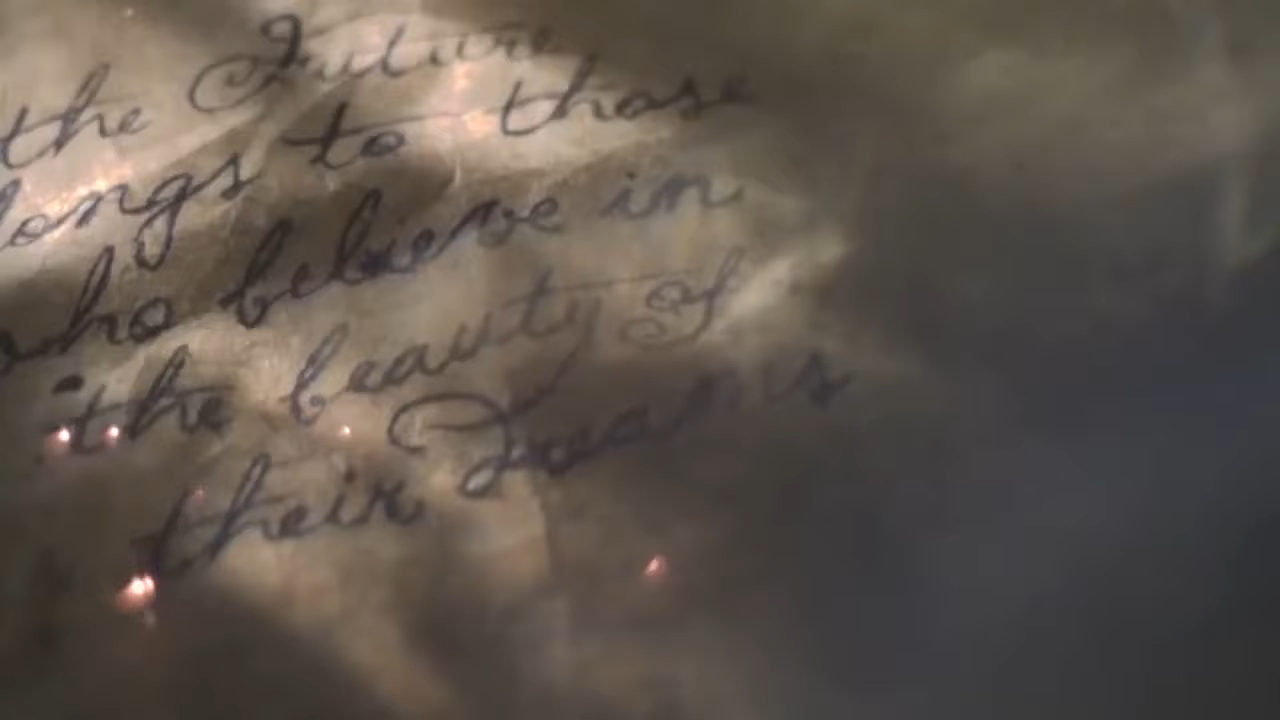 the Future
longs to those
who believe in
the beauty of
their Dreams